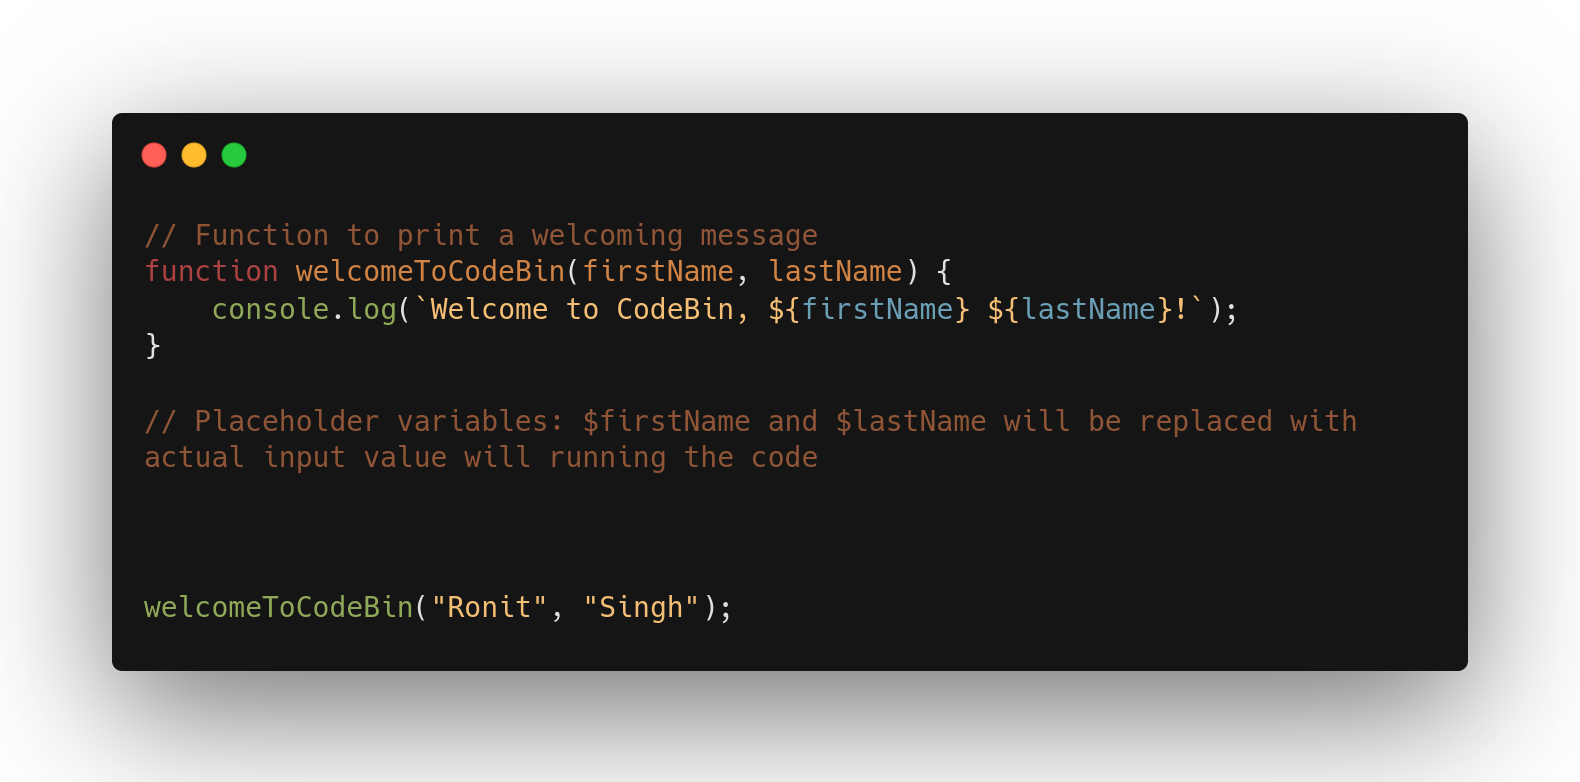 // Function to print a welcoming message
function welcomeToCodeBin(firstName, lastName) {
    console.log(`Welcome to CodeBin, ${firstName} ${lastName}!`);
}
// Placeholder variables: $firstName and $lastName will be replaced with
actual input value will running the code
welcomeToCodeBin("Ronit", "Singh");